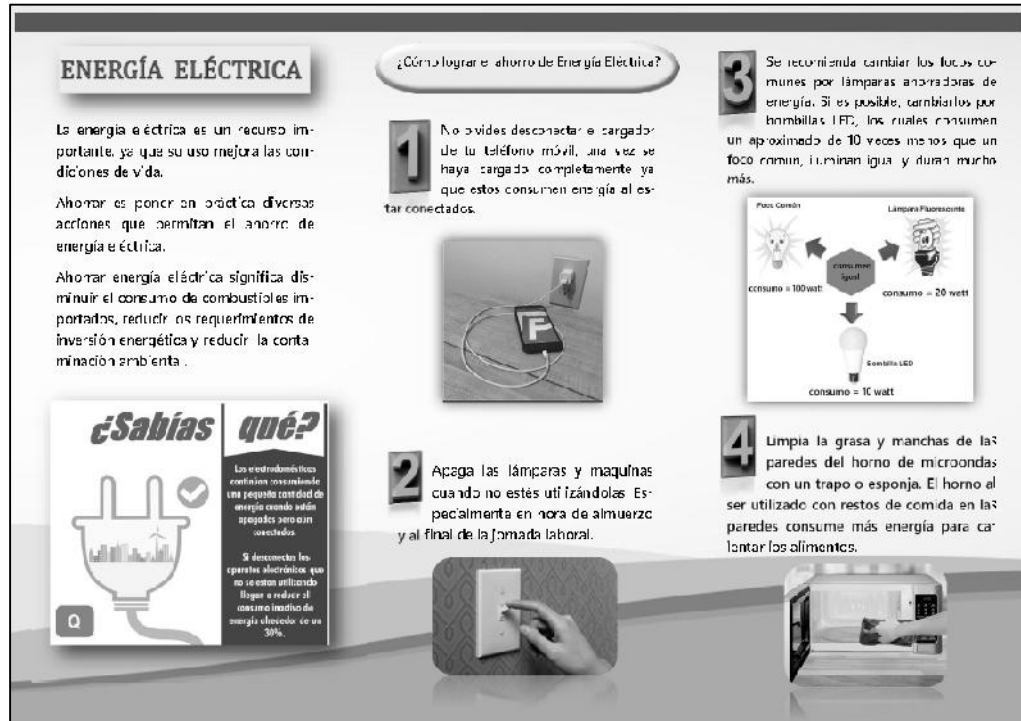 ENERGÍA ELÉCTRICA
La energía eléctrica es un recurso im-
portante, ya que su uso mejora las con-
diciones de vida.
Ahorrar es poner en práctica diversas
acciones que permitan el ahorro de
energía eléctrica.
Ahorrar energía eléctrica significa dis-
minuir el consumo de combustibles im-
portados, reducir los requerimientos de
inversión energética y reducir la conta-
minación ambiental.
¿Sabías qué?
Los electrodomésticos
continúan consumiendo
una pequeña cantidad de
energía cuando están
apagados pero aún
conectados.
Si desconectas los
aparatos electrónicos que
no se estan utilizando
llegan a reducir el
consumo inactivo de
energía alrededor de un
30%.
Q
¿Cómo lograr el ahorro de Energía Eléctrica?
1
No olvides desconectar el cargador
de tu teléfono móvil, una vez se
haya cargado completamente ya
que estos consumen energía al es-
tar conectados.
2
Apaga las lámparas y maquinas
cuando no estés utilizándolas. Es-
pecialmente en hora de almuerzo
y al final de la jornada laboral.
3
Se recomienda cambiar los focos co-
munes por lámparas ahorradoras de
energía. Si es posible, cambiarlos por
bombillas LED, los cuales consumen
un aproximado de 10 veces menos que un
foco común, iluminan igual y duran mucho
más.
Foco Común
Lámpara Fluorescente
consumen
igual
consumo = 100 watt
consumo = 20 watt
Bombilla LED
consumo = 10 watt
4
Limpia la grasa y manchas de las
paredes del horno de microondas
con un trapo o esponja. El horno al
ser utilizado con restos de comida en las
paredes consume más energía para ca-
lentar los alimentos.